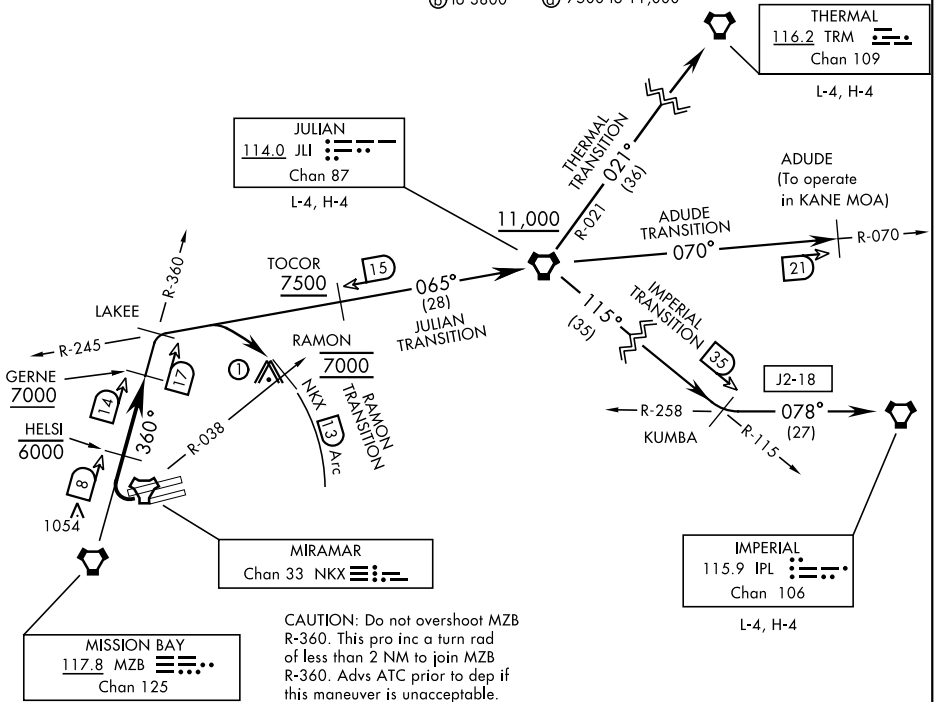 ⓑ to 5800 ⓓ 7500 to 11,000
THERMAL
116.2 TRM
Chan 109
L-4, H-4
JULIAN
114.0 JLI
Chan 87
L-4, H-4
THERMAL
TRANSITION
021°
(36)
R-021
ADUDE
(To operate
in KANE MOA)
11,000
ADUDE
TRANSITION
070°
R-070
21
TOCOR
7500
15
065°
(28)
JULIAN
TRANSITION
R-360
LAKEE
R-245
17
GERNE
7000
14
HELSI
6000
8
360°
1054
1
RAMON
7000
RAMON
TRANSITION
NKX 13 Arc
R-038
115°
(35)
IMPERIAL
TRANSITION
35
J2-18
R-258
078°
(27)
KUMBA
R-115
MIRAMAR
Chan 33 NKX
IMPERIAL
115.9 IPL
Chan 106
L-4, H-4
MISSION BAY
117.8 MZB
Chan 125
CAUTION: Do not overshoot MZB
R-360. This pro inc a turn rad
of less than 2 NM to join MZB
R-360. Advs ATC prior to dep if
this maneuver is unacceptable.